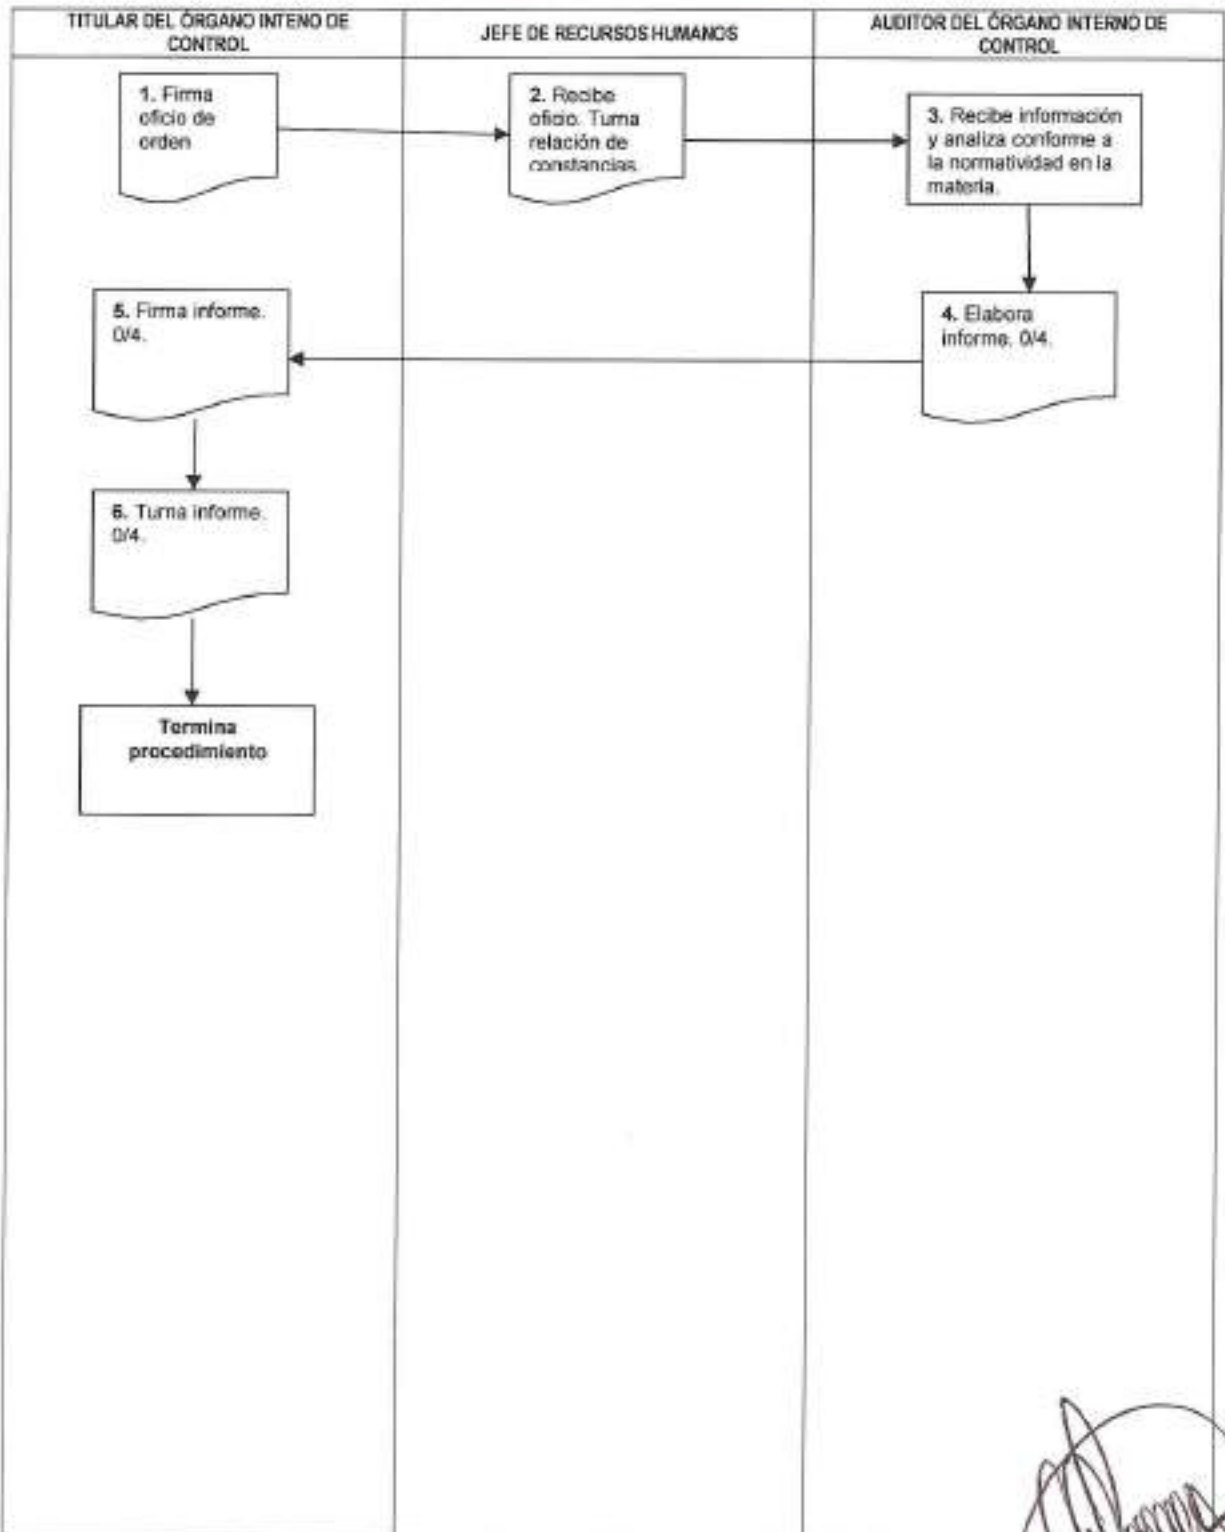 TITULAR DEL ÓRGANO INTENO DE
CONTROL
JEFE DE RECURSOS HUMANOS
AUDITOR DEL ÓRGANO INTERNO DE
CONTROL
1. Firma
oficio de
orden
2. Recibe
oficio. Turna
relación de
constancias.
3. Recibe información
y analiza conforme a
la normatividad en la
materia.
4. Elabora
informe. 0/4.
5. Firma informe.
0/4.
6. Turna informe.
0/4.
Termina
procedimiento